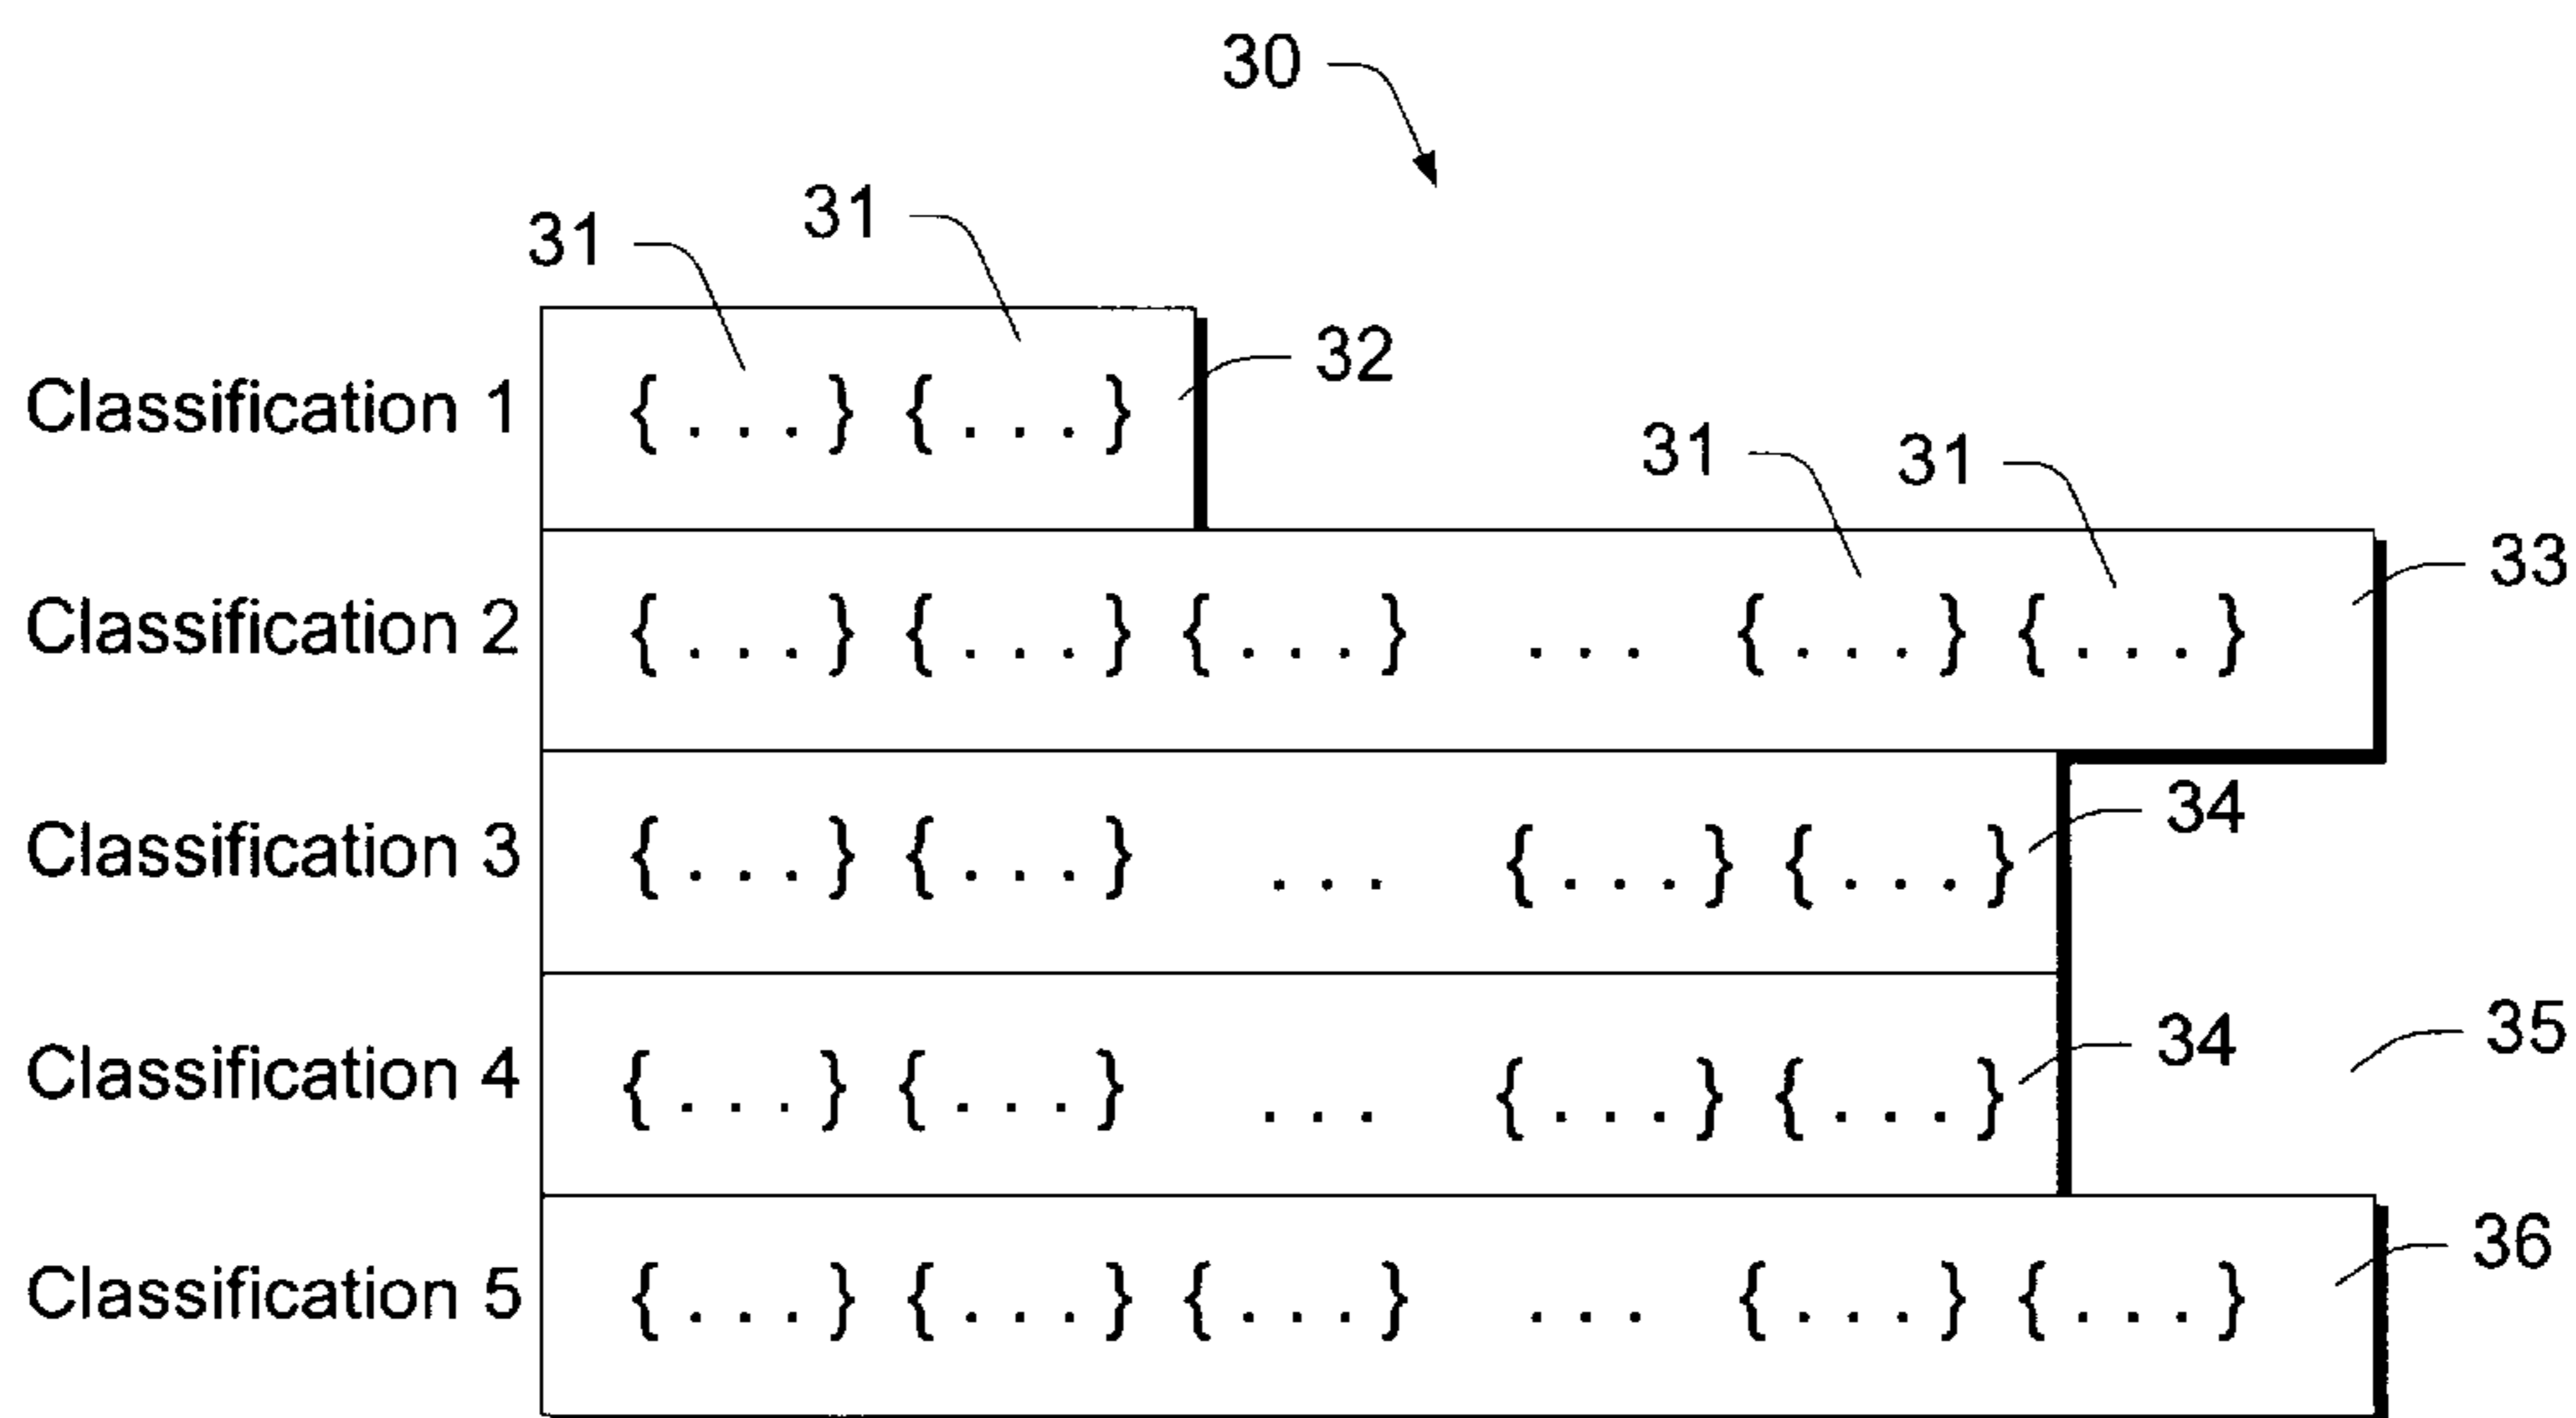 30
31 31
32
Classification 1 { . . . } { . . . }
31 31
33
Classification 2 { . . . } { . . . } { . . . } . . . { . . . } { . . . }
34
Classification 3 { . . . } { . . . } . . . { . . . } { . . . }
34 35
Classification 4 { . . . } { . . . } . . . { . . . } { . . . }
36
Classification 5 { . . . } { . . . } { . . . } . . . { . . . } { . . . }